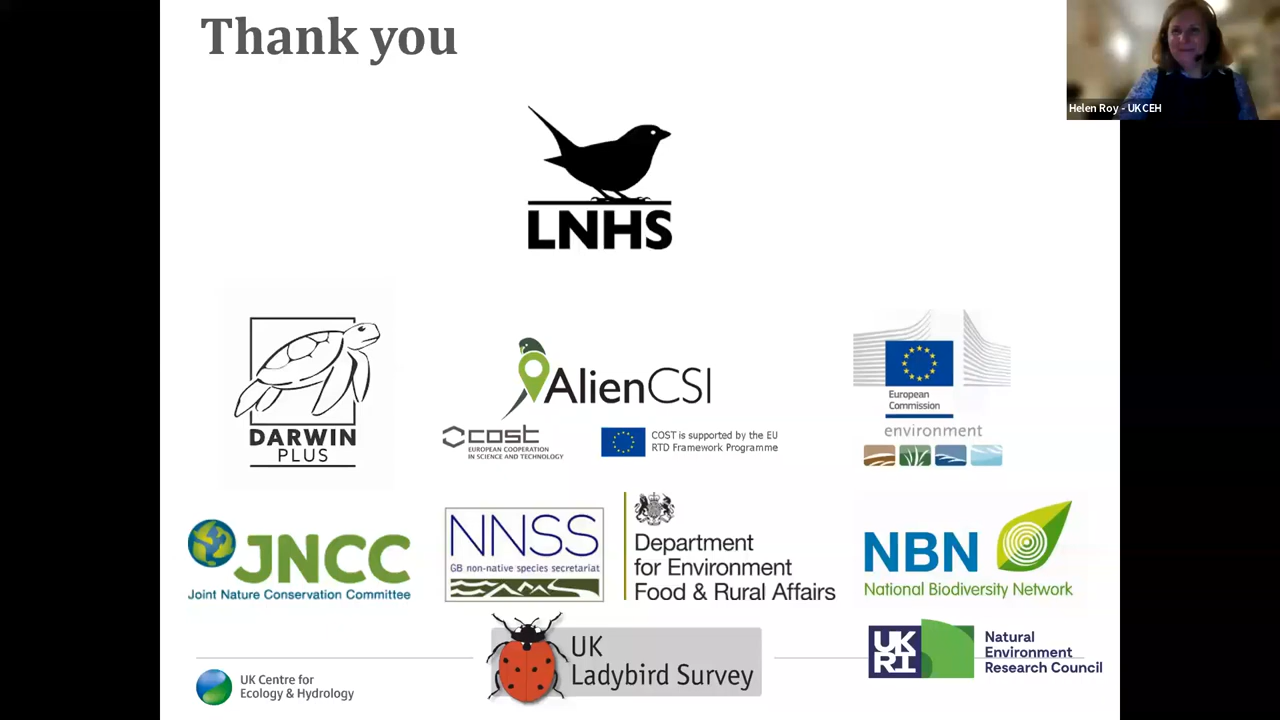 Thank you
Helen Roy - UKCEH
LNHS
DARWIN
PLUS
AlienCSI
cost
EUROPEAN COOPERATION
IN SCIENCE AND TECHNOLOGY
COST is supported by the EU
RTD Framework Programme
European
Commission
environment
JNCC
Joint Nature Conservation Committee
NNSS
GB non-native species secretariat
Department
for Environment
Food & Rural Affairs
NBN
National Biodiversity Network
UK Centre for
Ecology & Hydrology
UK
Ladybird Survey
UK
RI
Natural
Environment
Research Council